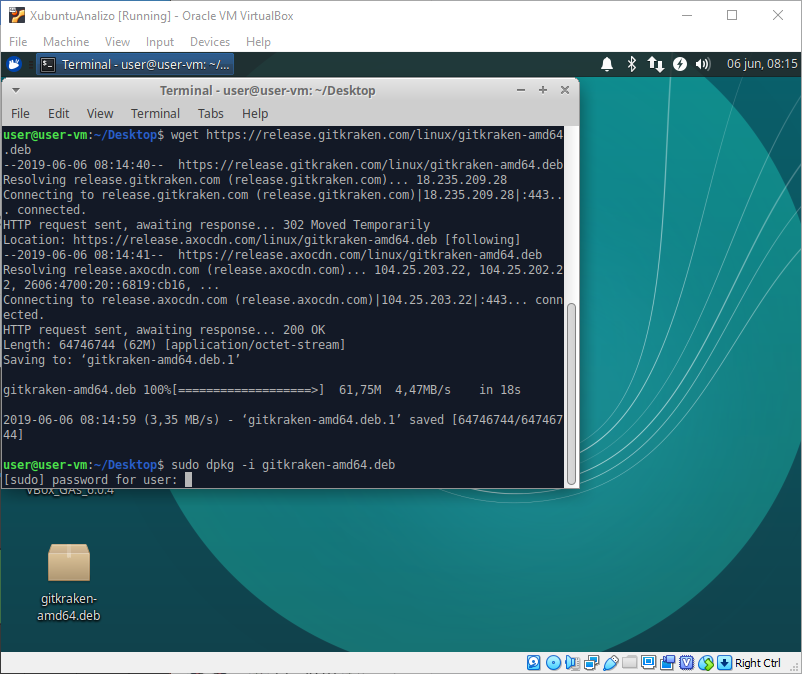 XubuntuAnalizo [Running] - Oracle VM VirtualBox
File Machine View Input Devices Help
Terminal - user@user-vm: ~/...
06 jun, 08:15
Terminal - user@user-vm: ~/Desktop
File Edit View Terminal Tabs Help
user@user-vm:~/Desktop$ wget https://release.gitkraken.com/linux/gitkraken-amd64
.deb
--2019-06-06 08:14:40-- https://release.gitkraken.com/linux/gitkraken-amd64.deb
Resolving release.gitkraken.com (release.gitkraken.com)... 18.235.209.28
Connecting to release.gitkraken.com (release.gitkraken.com)|18.235.209.28|:443..
. connected.
HTTP request sent, awaiting response... 302 Moved Temporarily
Location: https://release.axocdn.com/linux/gitkraken-amd64.deb [following]
--2019-06-06 08:14:41-- https://release.axocdn.com/linux/gitkraken-amd64.deb
Resolving release.axocdn.com (release.axocdn.com)... 104.25.203.22, 104.25.202.2
2, 2606:4700:20::6819:cb16, ...
Connecting to release.axocdn.com (release.axocdn.com)|104.25.203.22|:443... conn
ected.
HTTP request sent, awaiting response... 200 OK
Length: 64746744 (62M) [application/octet-stream]
Saving to: ‘gitkraken-amd64.deb.1’
gitkraken-amd64.deb 100%[===================>] 61,75M 4,47MB/s in 18s
2019-06-06 08:14:59 (3,35 MB/s) - ‘gitkraken-amd64.deb.1’ saved [64746744/647467
44]
user@user-vm:~/Desktop$ sudo dpkg -i gitkraken-amd64.deb
[sudo] password for user:
VBox_GAs_6.0.4
gitkraken-
amd64.deb
Right Ctrl